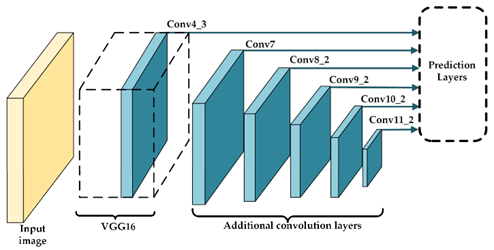 Conv4_3
Conv7
Conv8_2
Conv9_2
Conv10_2
Conv11_2
Prediction
Layers
Input
image
VGG16
Additional convolution layers